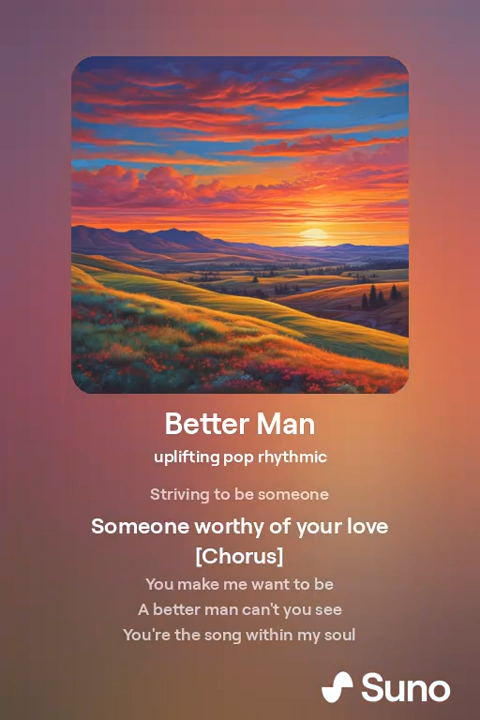 Better Man
uplifting pop rhythmic
Striving to be someone
Someone worthy of your love
[Chorus]
You make me want to be
A better man can't you see
You're the song within my soul
Suno